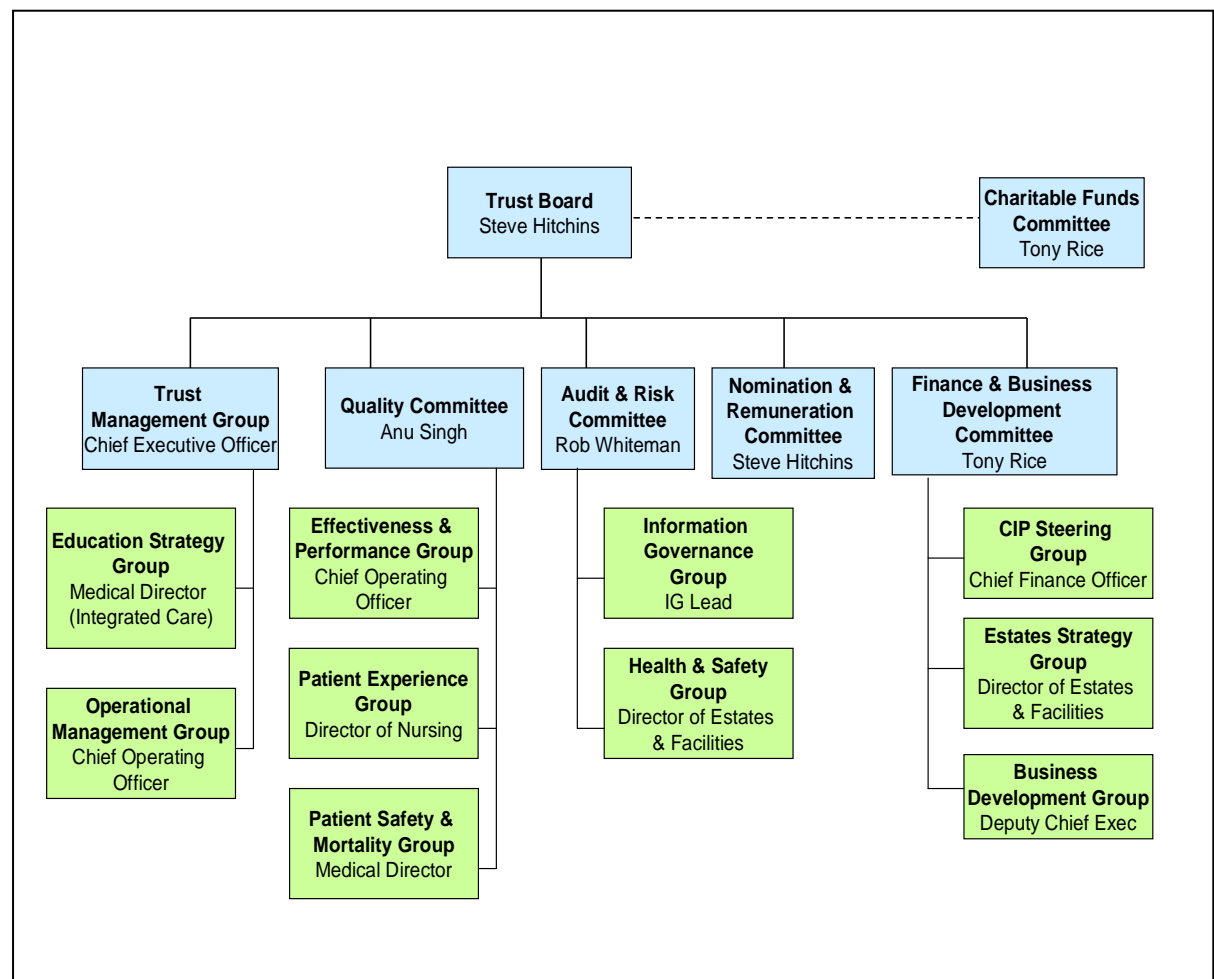 Trust Board
Steve Hitchins
Charitable Funds
Committee
Tony Rice
Trust
Management Group
Chief Executive Officer
Quality Committee
Anu Singh
Audit & Risk
Committee
Rob Whiteman
Nomination &
Remuneration
Committee
Steve Hitchins
Finance & Business
Development
Committee
Tony Rice
Education Strategy
Group
Medical Director
(Integrated Care)
Operational
Management Group
Chief Operating
Officer
Effectiveness &
Performance Group
Chief Operating
Officer
Patient Experience
Group
Director of Nursing
Patient Safety &
Mortality Group
Medical Director
Information
Governance
Group
IG Lead
Health & Safety
Group
Director of Estates
& Facilities
CIP Steering
Group
Chief Finance Officer
Estates Strategy
Group
Director of Estates
& Facilities
Business
Development Group
Deputy Chief Exec